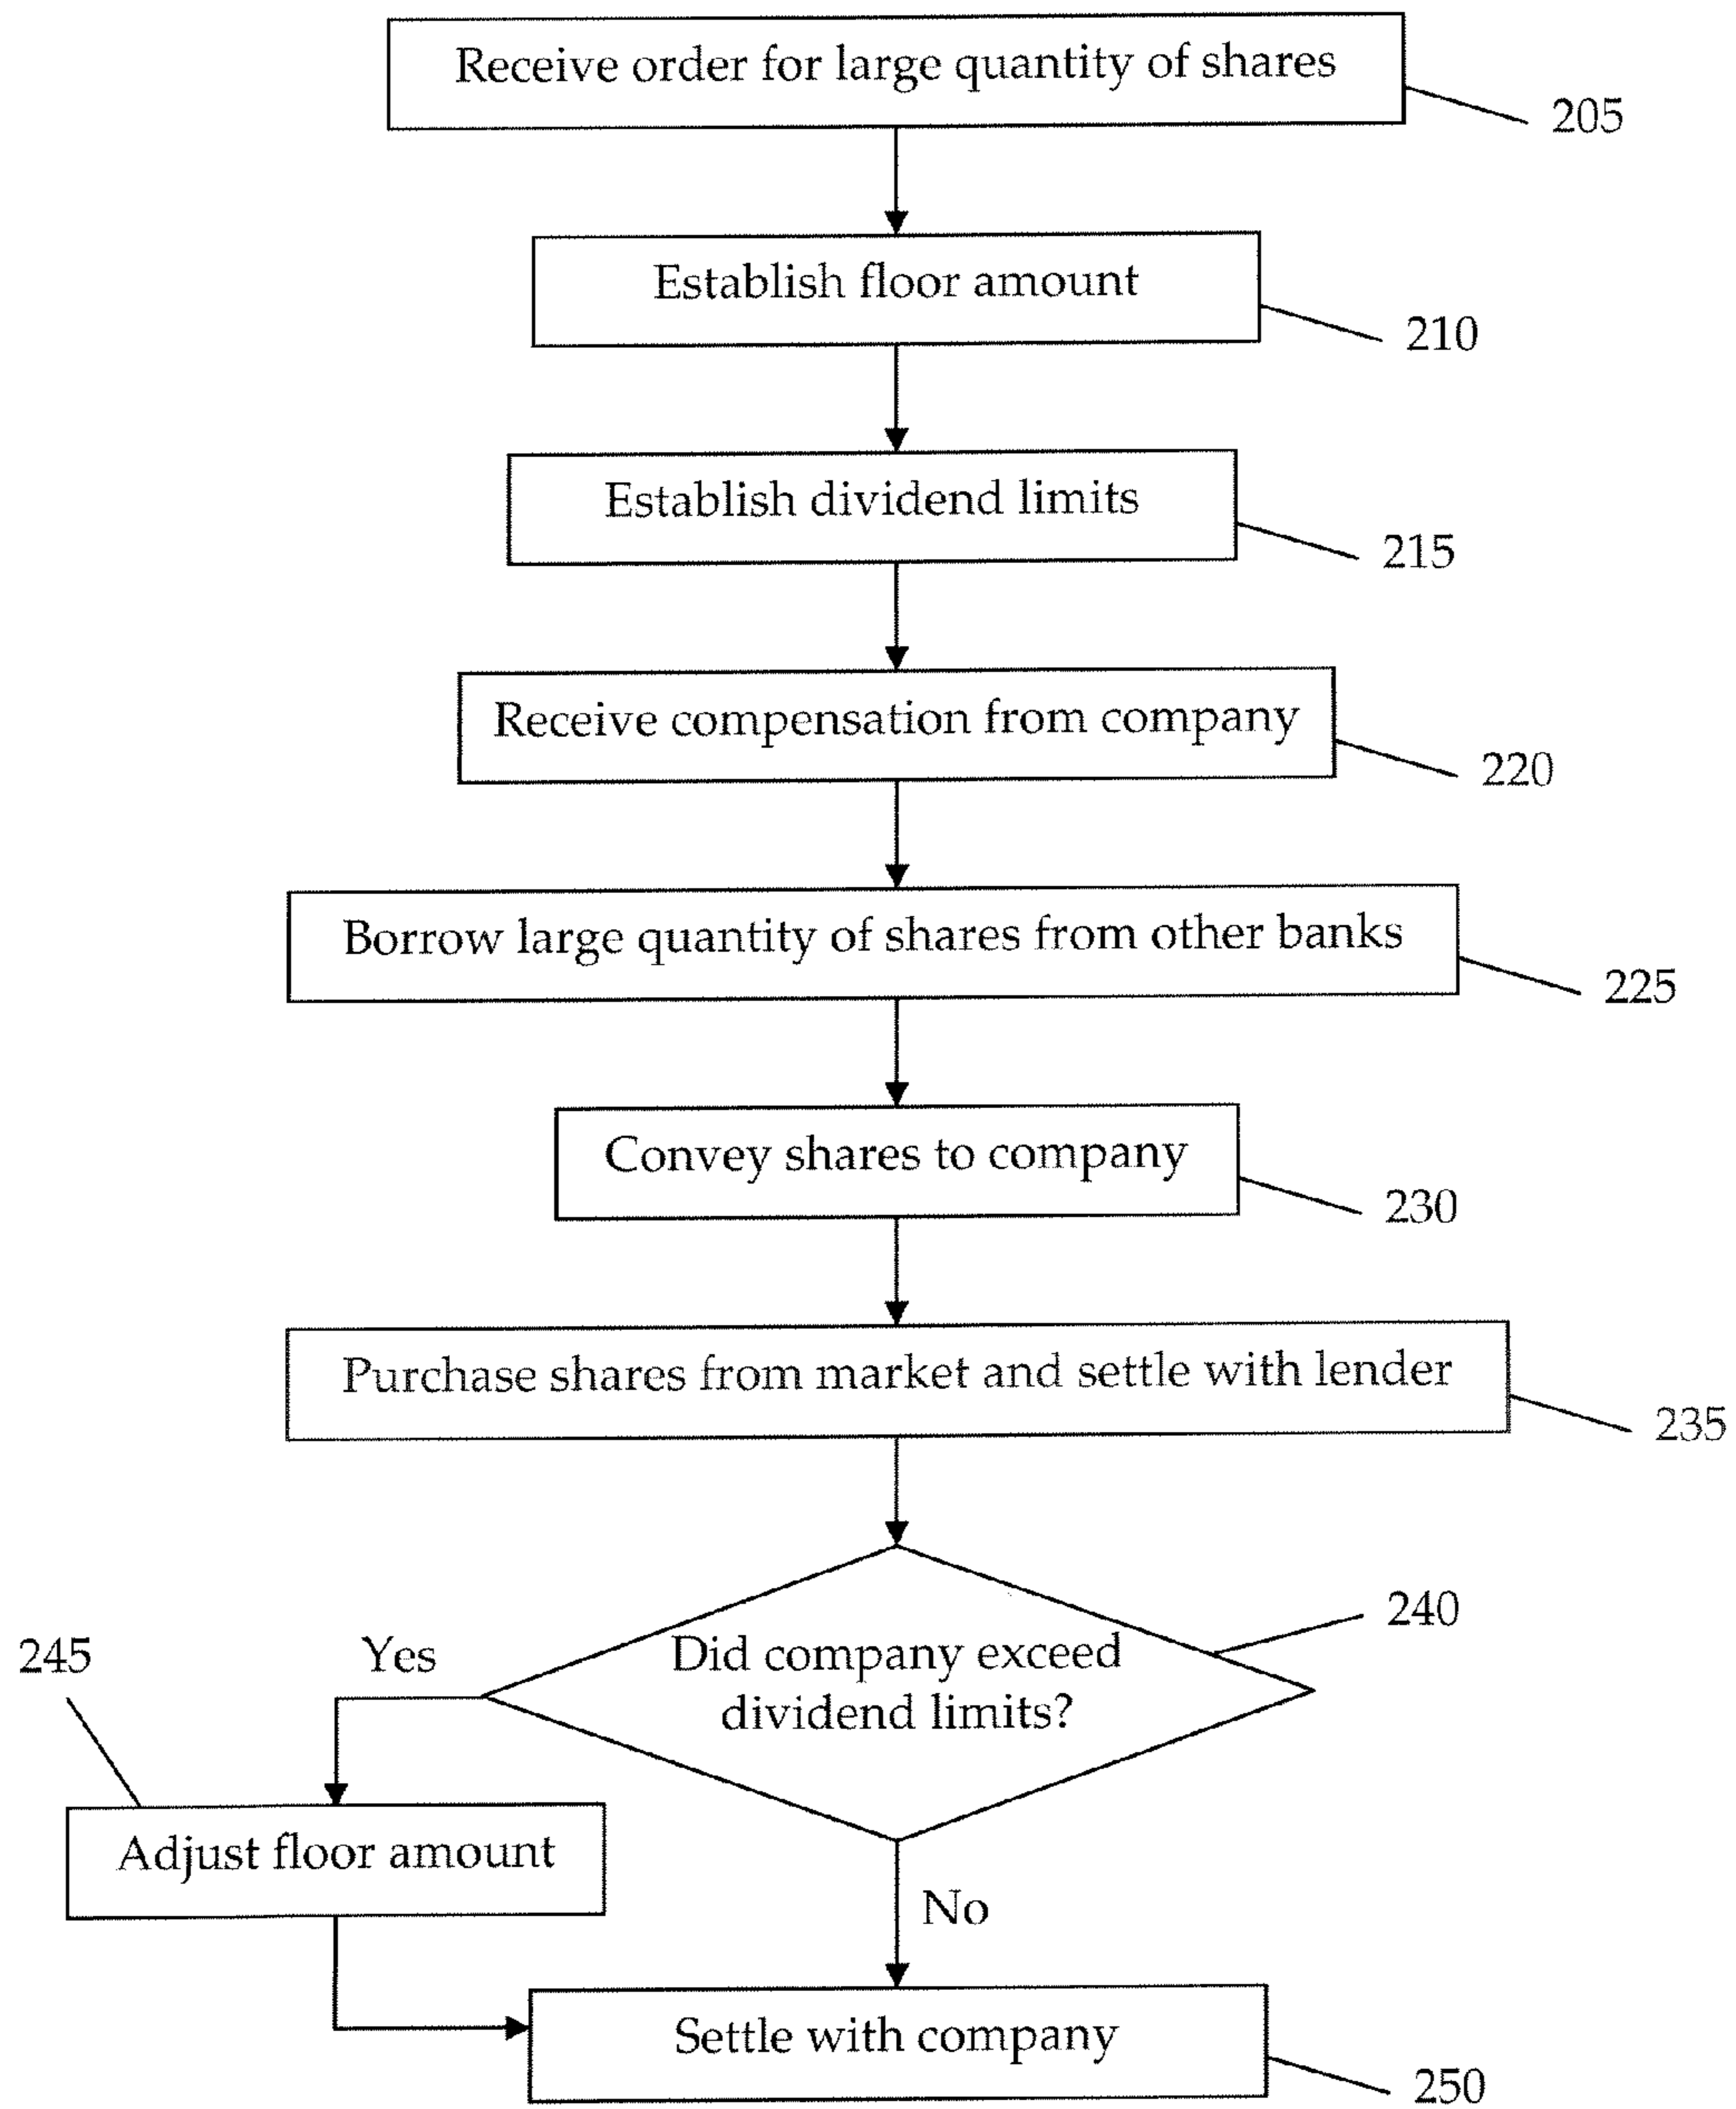 Receive order for large quantity of shares
205
Establish floor amount
210
Establish dividend limits
215
Receive compensation from company
220
Borrow large quantity of shares from other banks
225
Convey shares to company
230
Purchase shares from market and settle with lender
235
240
Did company exceed
dividend limits?
Yes
245
Adjust floor amount
No
Settle with company
250